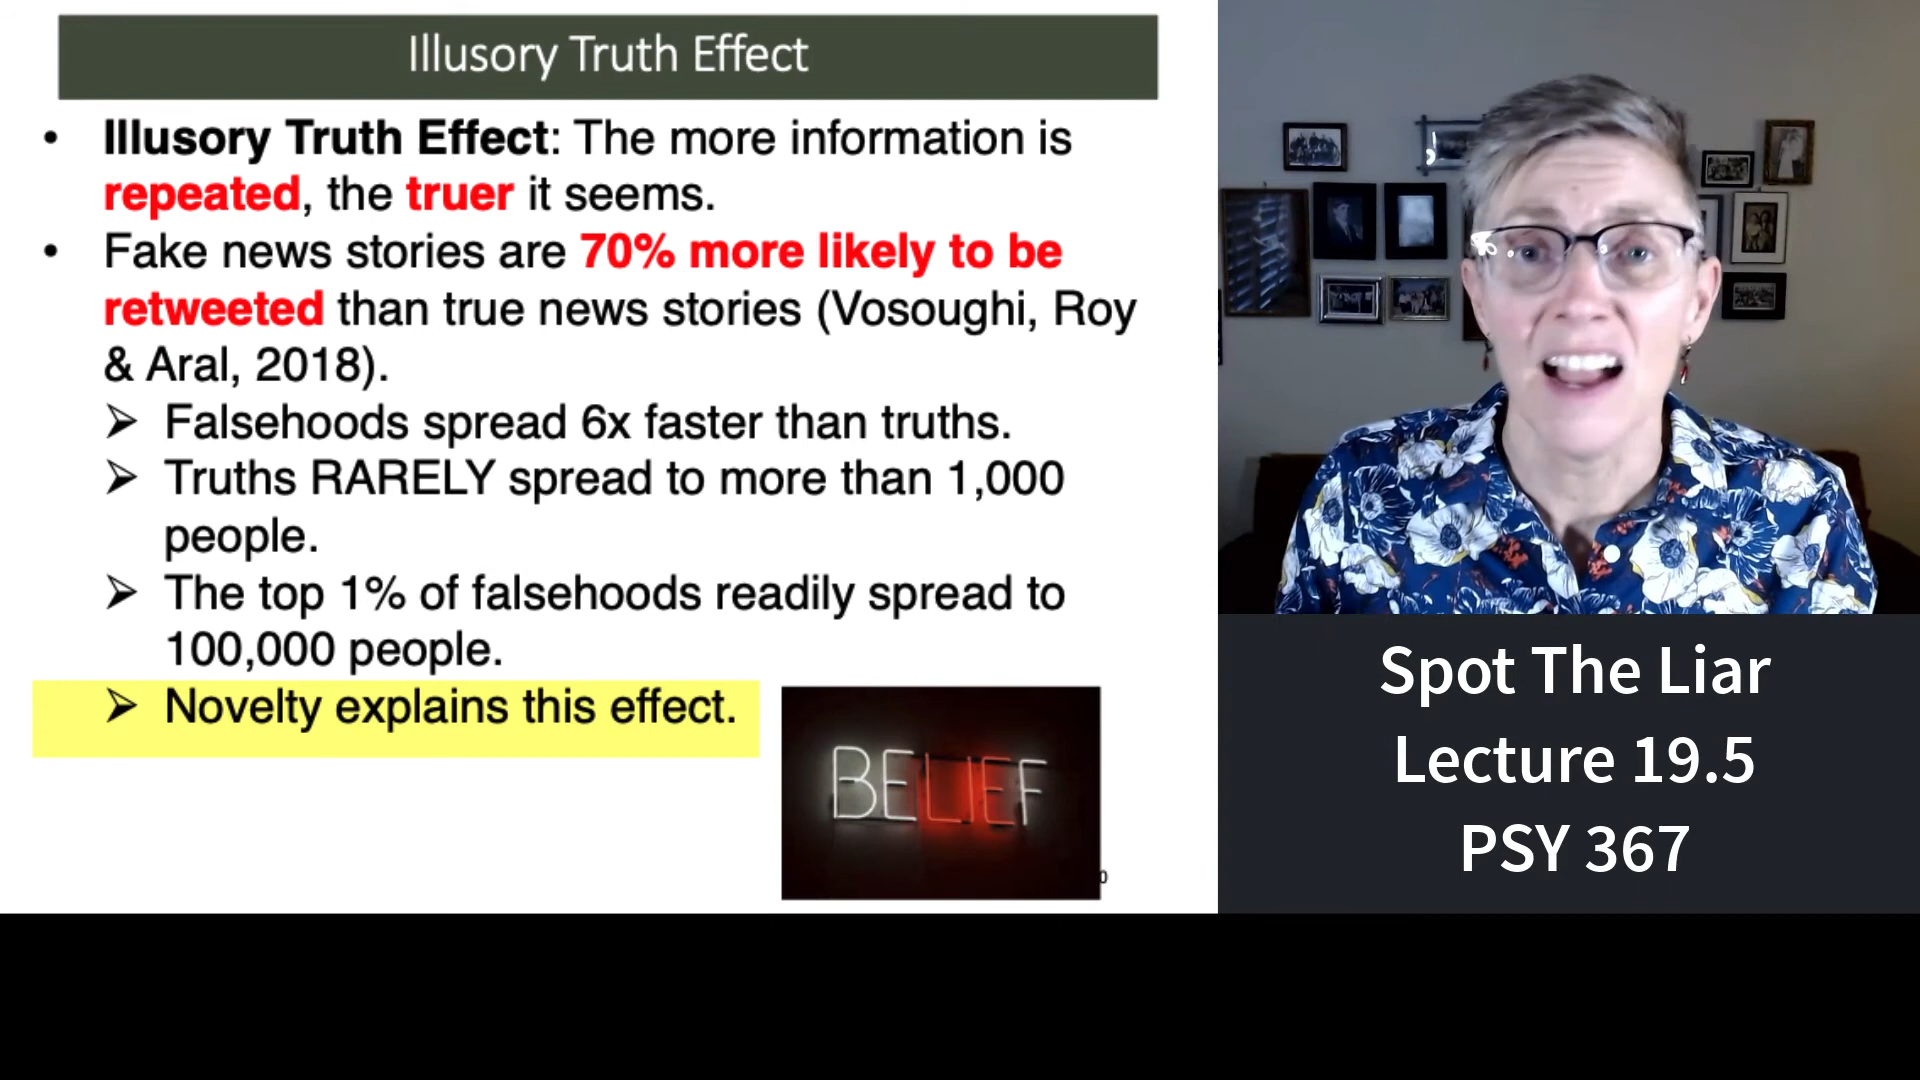 Illusory Truth Effect
• Illusory Truth Effect: The more information is
repeated, the truer it seems.
• Fake news stories are 70% more likely to be
retweeted than true news stories (Vosoughi, Roy
& Aral, 2018).
➢ Falsehoods spread 6x faster than truths.
➢ Truths RARELY spread to more than 1,000
people.
➢ The top 1% of falsehoods readily spread to
100,000 people.
➢ Novelty explains this effect.
BELIEF
Spot The Liar
Lecture 19.5
PSY 367